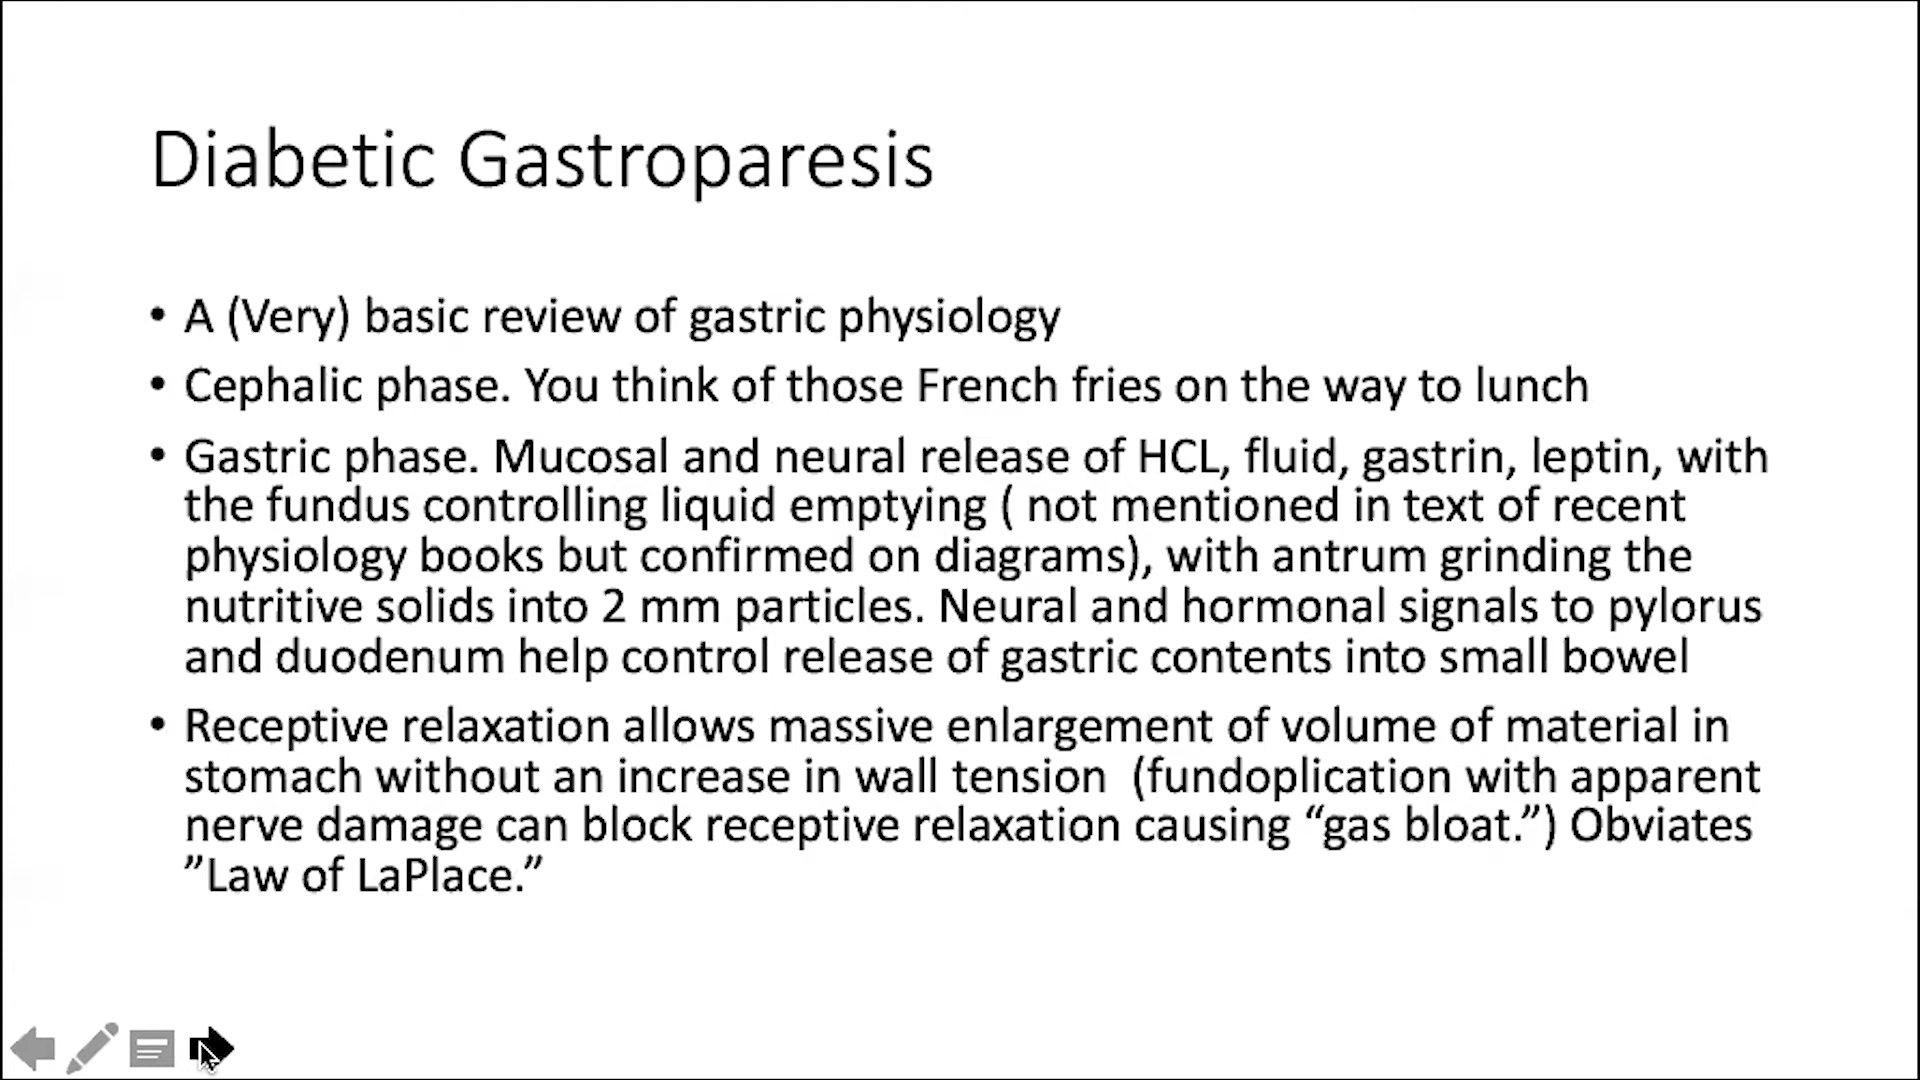 Diabetic Gastroparesis
• A (Very) basic review of gastric physiology
• Cephalic phase. You think of those French fries on the way to lunch
• Gastric phase. Mucosal and neural release of HCL, fluid, gastrin, leptin, with
the fundus controlling liquid emptying ( not mentioned in text of recent
physiology books but confirmed on diagrams), with antrum grinding the
nutritive solids into 2 mm particles. Neural and hormonal signals to pylorus
and duodenum help control release of gastric contents into small bowel
• Receptive relaxation allows massive enlargement of volume of material in
stomach without an increase in wall tension  (fundoplication with apparent
nerve damage can block receptive relaxation causing “gas bloat.”) Obviates
”Law of LaPlace.”